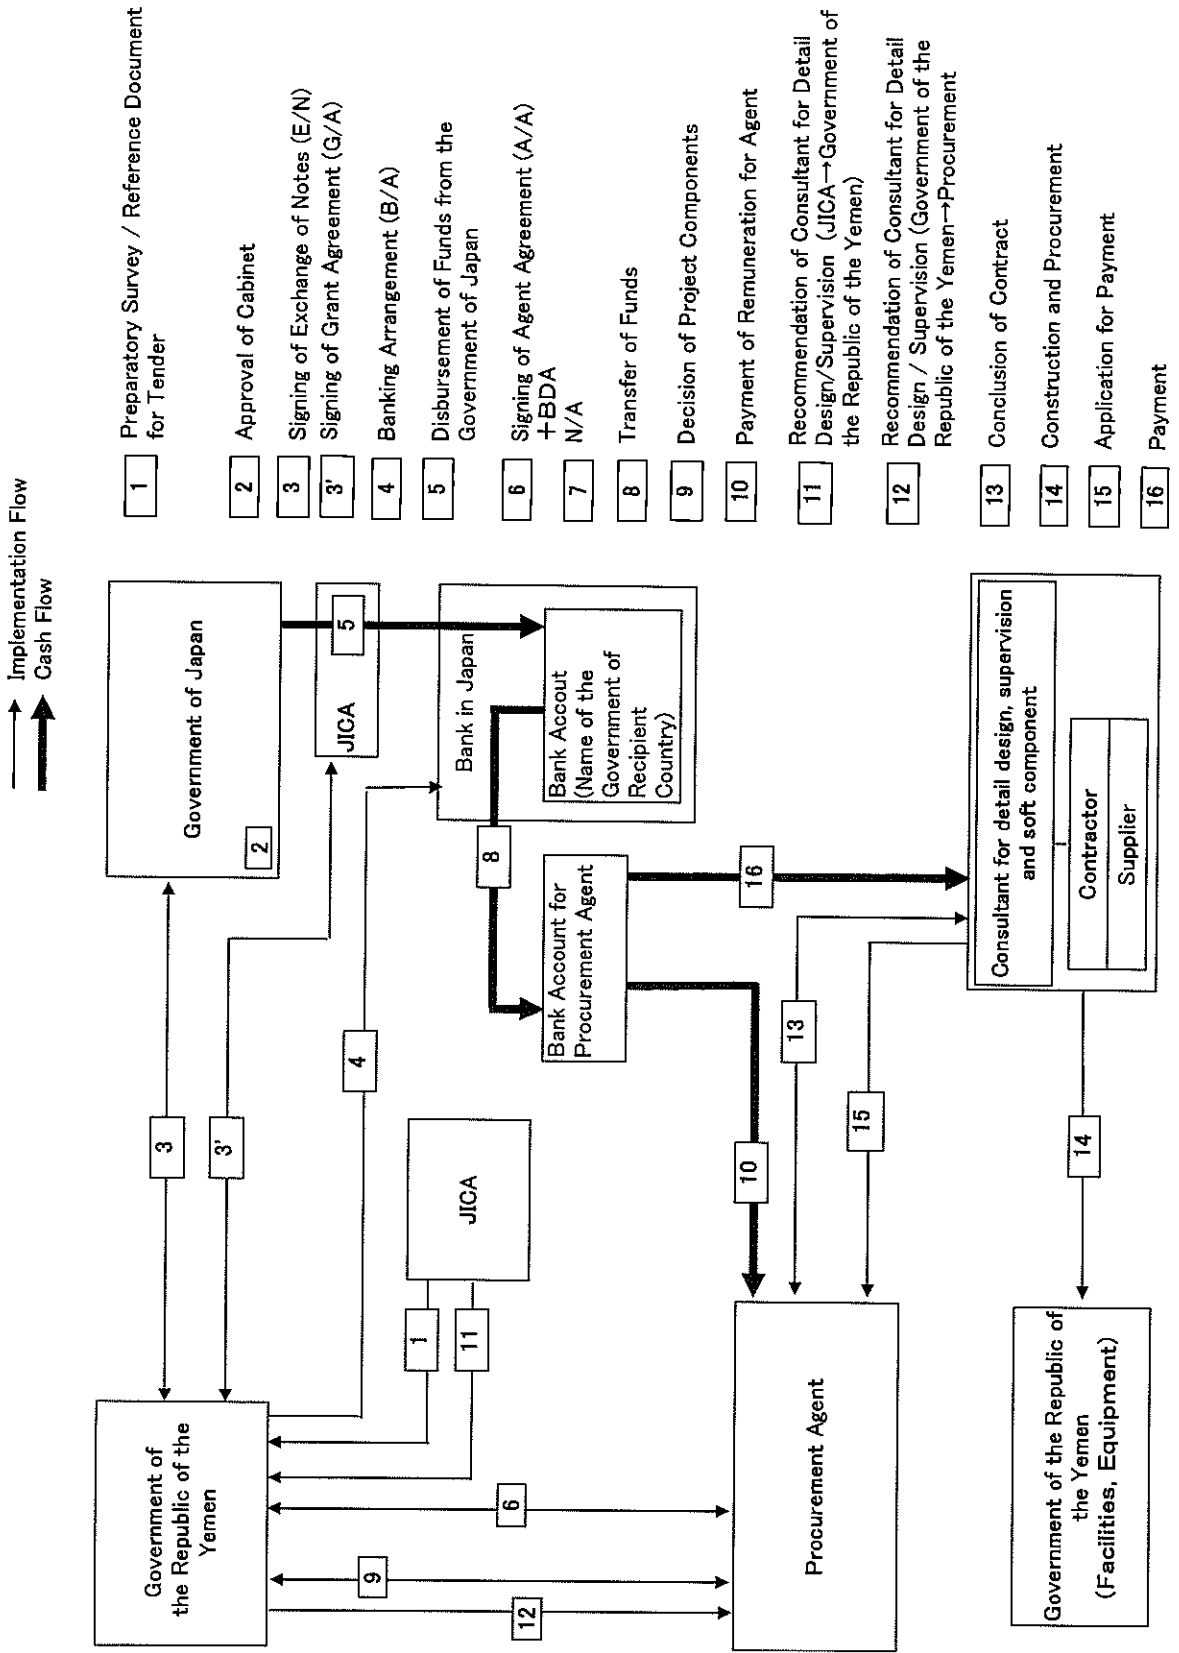 Implementation Flow
Cash Flow
Government of
the Republic of the
Yemen
3
3'
4
Government of Japan
2
JICA
5
Bank in Japan
Bank Accout
(Name of the
Government of
Recipient
Country)
8
Bank Account for
Procurement Agent
JICA
1
11
6
9
12
10
16
13
15
Procurement Agent
Consultant for detail design, supervision
and soft component
Contractor
Supplier
14
Government of the Republic of
the Yemen
(Facilities, Equipment)
1 Preparatory Survey / Reference Document
for Tender
2 Approval of Cabinet
3 Signing of Exchange of Notes (E/N)
3' Signing of Grant Agreement (G/A)
4 Banking Arrangement (B/A)
5 Disbursement of Funds from the
Government of Japan
6 Signing of Agent Agreement (A/A)
+BDA
7 N/A
8 Transfer of Funds
9 Decision of Project Components
10 Payment of Remuneration for Agent
11 Recommendation of Consultant for Detail
Design/Supervision (JICA→Government of
the Republic of the Yemen)
12 Recommendation of Consultant for Detail
Design / Supervision (Government of the
Republic of the Yemen→Procurement
13 Conclusion of Contract
14 Construction and Procurement
15 Application for Payment
16 Payment